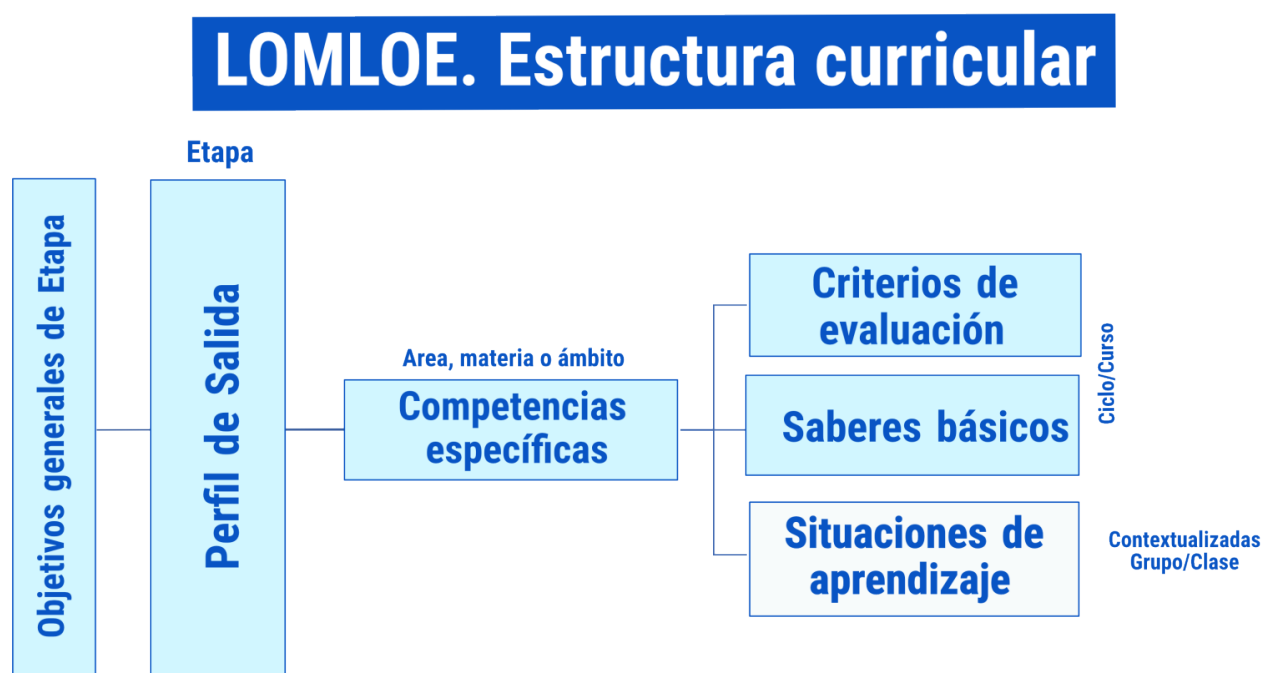 LOMLOE. Estructura curricular
Etapa
Objetivos generales de Etapa
Perfil de Salida
Area, materia o ámbito
Competencias
específicas
Criterios de
evaluación
Saberes básicos
Ciclo/Curso
Situaciones de
aprendizaje
Contextualizadas
Grupo/Clase